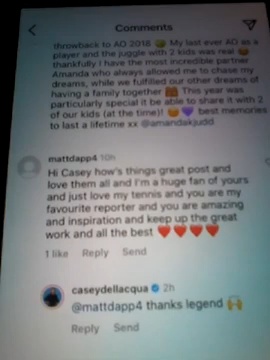 Comments
throwback to AO 2018 😅 My last ever AO as a
player and the juggle with 2 kids was real 😅
thankfully I have the most incredible partner
Amanda who always allowed me to chase my
dreams, while we fulfilled our other dreams of
having a family together 👪 This year was
particularly special it be able to share it with 2
of our kids (at the time)! 😄💜 best memories
to last a lifetime xx @amandakjudd
mattdapp4 10h
Hi Casey how's things great post and
love them all and I'm a huge fan of yours
and just love my tennis and you are my
favourite reporter and you are amazing
and inspiration and keep up the great
work and all the best ❤️❤️❤️❤️
1 like Reply Send
caseydellacqua 2h
@mattdapp4 thanks legend 🙌
Reply Send